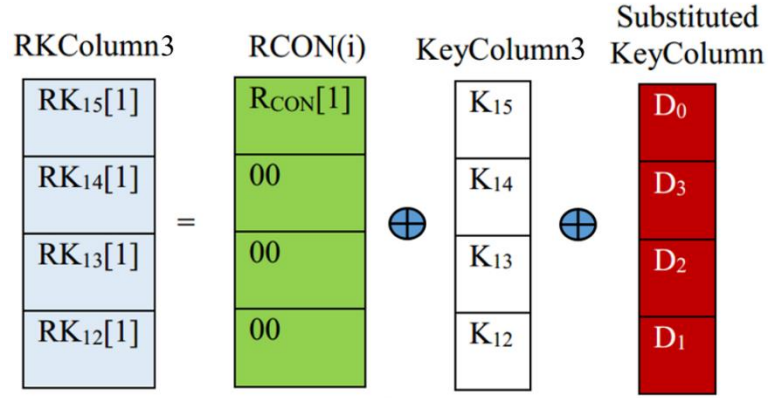 RKColumn3
RCON(i)
KeyColumn3
Substituted
KeyColumn
RK₁₅[1]
R_CON[1]
K₁₅
D₀
RK₁₄[1]
00
K₁₄
D₃
=
⊕
⊕
RK₁₃[1]
00
K₁₃
D₂
RK₁₂[1]
00
K₁₂
D₁